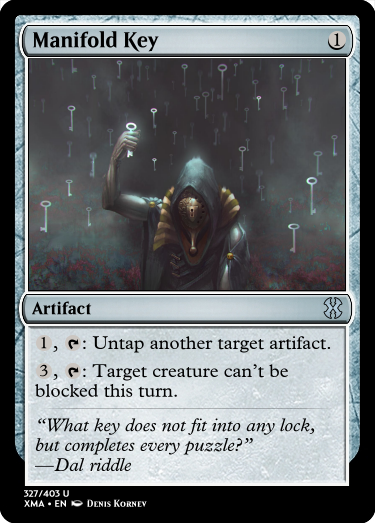 Manifold Key 1
Artifact
1, : Untap another target artifact.
3, : Target creature can't be
blocked this turn.
"What key does not fit into any lock,
but completes every puzzle?"
—Dal riddle
327/403 U
XMA • EN Denis Kornev